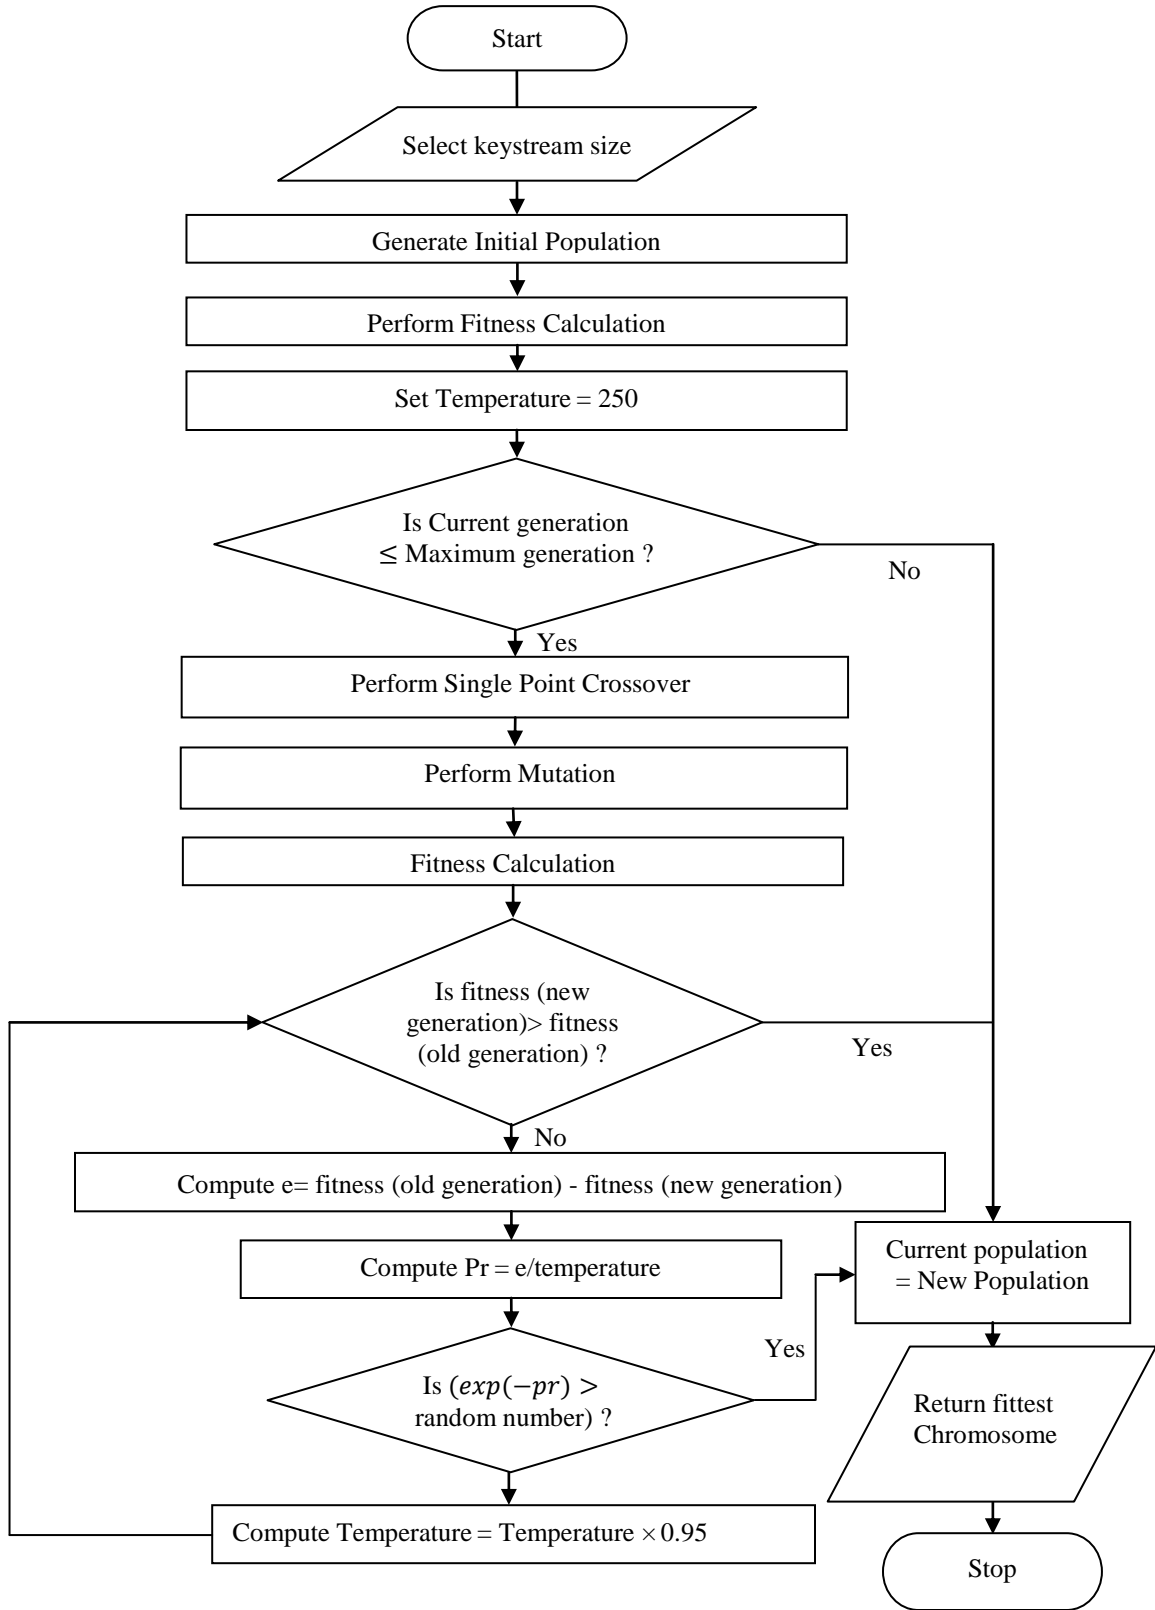 Start
Select keystream size
Generate Initial Population
Perform Fitness Calculation
Set Temperature = 250
Is Current generation
≤ Maximum generation ?
No
Yes
Perform Single Point Crossover
Perform Mutation
Fitness Calculation
Is fitness (new
generation)> fitness
(old generation) ?
Yes
No
Compute e= fitness (old generation) - fitness (new generation)
Compute Pr = e/temperature
Current population
= New Population
Yes
Is (exp(−pr) >
random number) ?
Return fittest
Chromosome
Compute Temperature = Temperature × 0.95
Stop